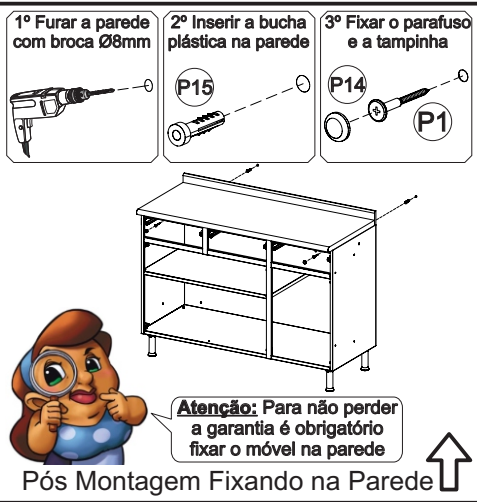 1º Furar a parede
com broca Ø8mm
2º Inserir a bucha
plástica na parede
P15
3º Fixar o parafuso
e a tampinha
P14
P1
Atenção: Para não perder
a garantia é obrigatório
fixar o móvel na parede
Pós Montagem Fixando na Parede